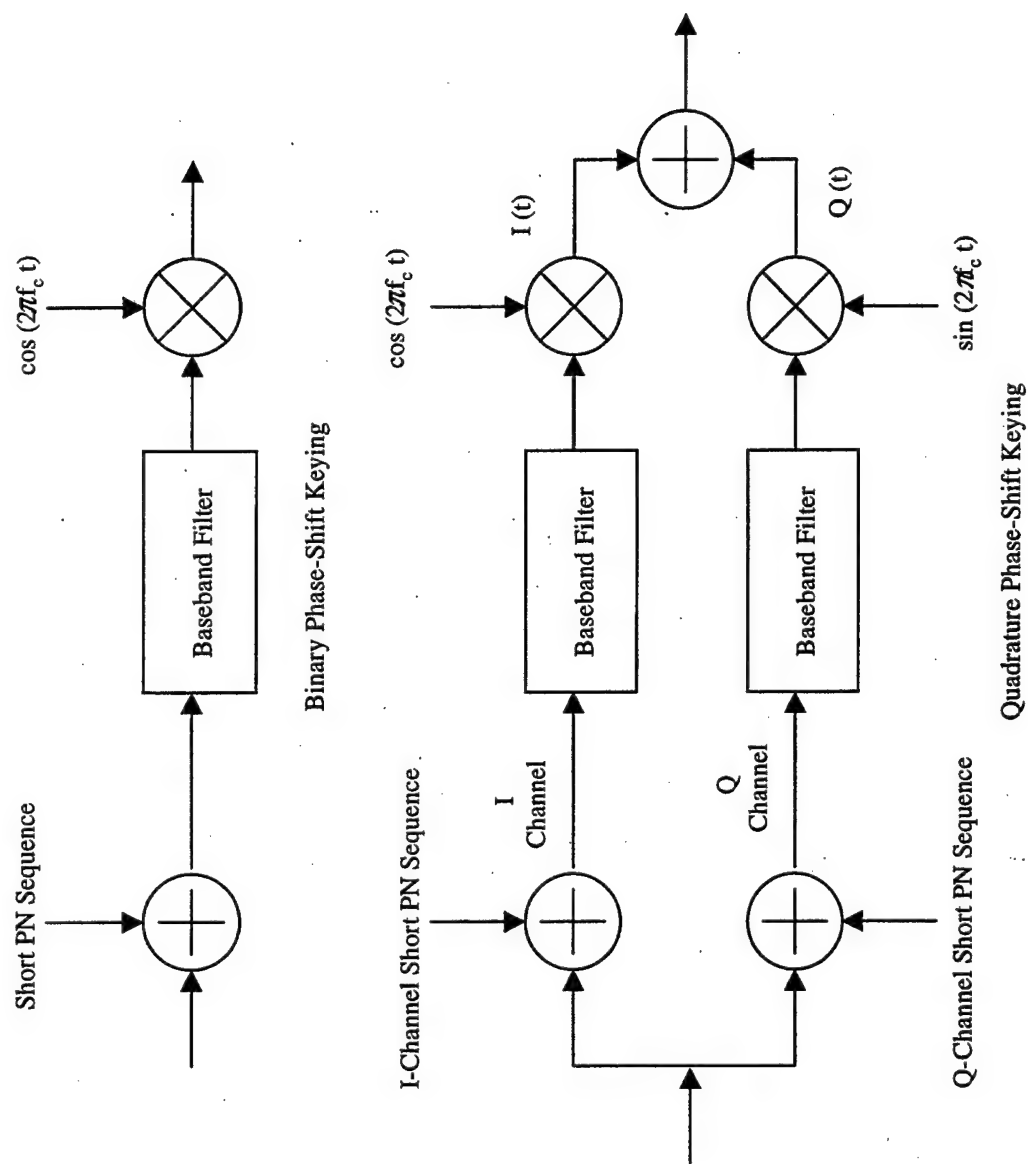 Short PN Sequence
cos (2πf_c t)
Baseband Filter
Binary Phase-Shift Keying
I-Channel Short PN Sequence
cos (2πf_c t)
I
Channel
Baseband Filter
I (t)
Q
Channel
Baseband Filter
Q (t)
Q-Channel Short PN Sequence
sin (2πf_c t)
Quadrature Phase-Shift Keying